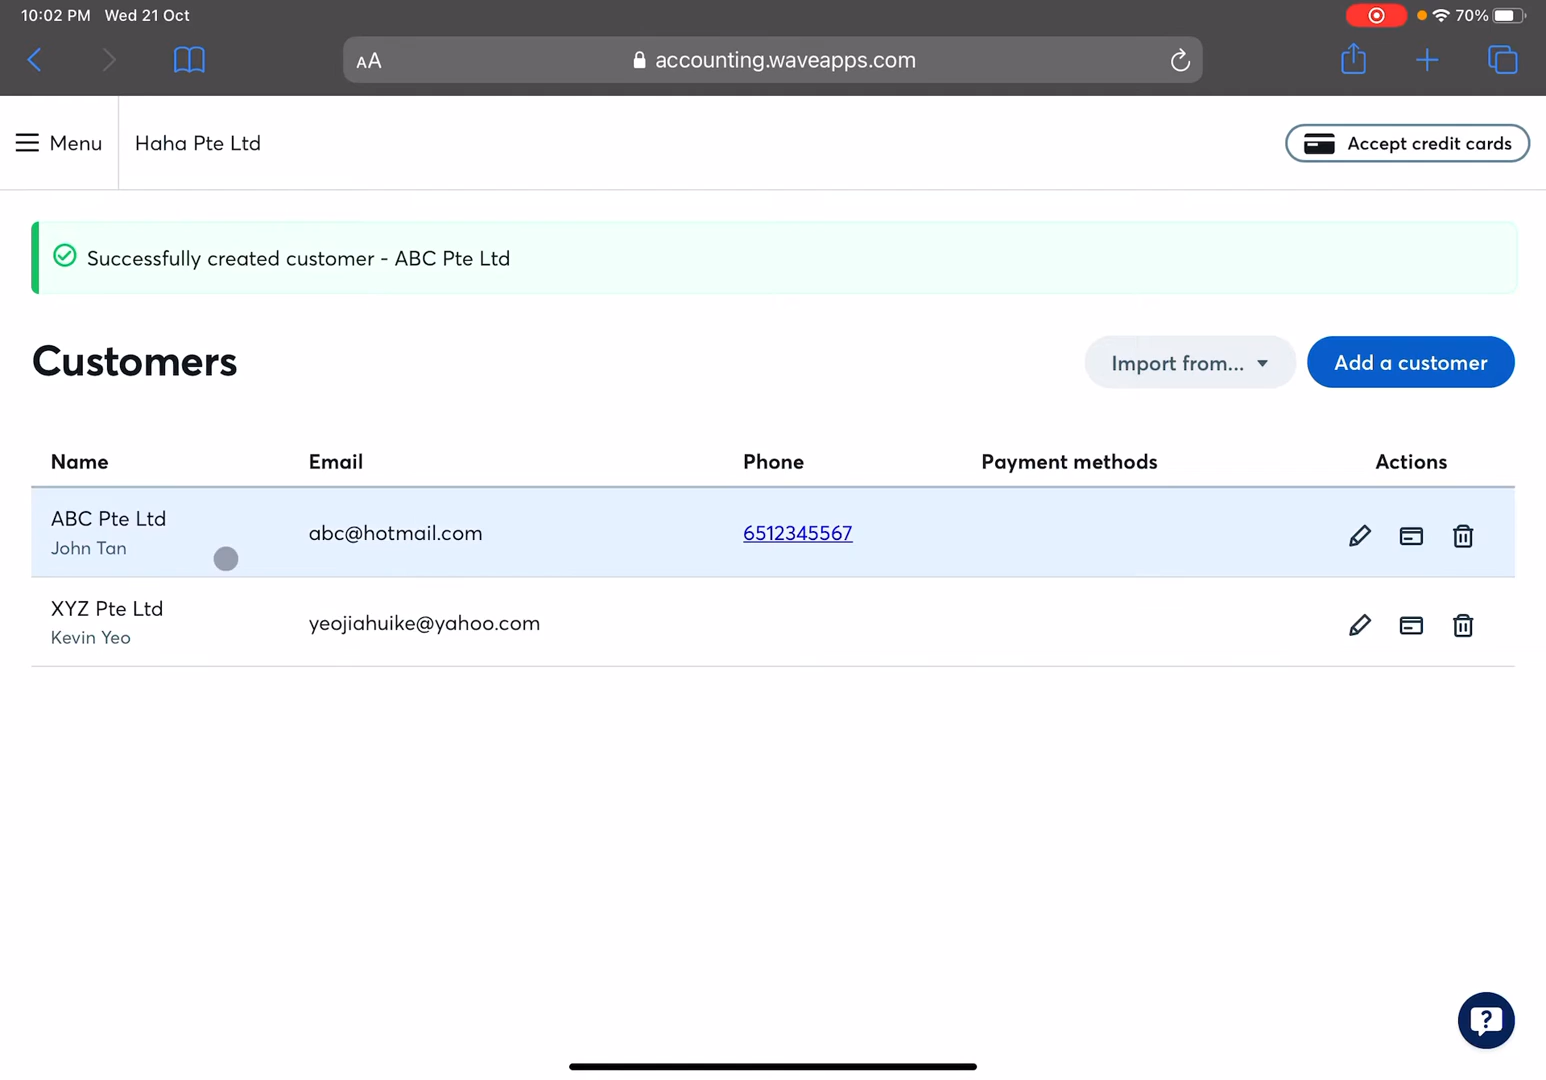 10:02 PM Wed 21 Oct
70%
AA
accounting.waveapps.com
Menu
Haha Pte Ltd
Accept credit cards
Successfully created customer - ABC Pte Ltd
Customers
Import from...
Add a customer
Name Email Phone Payment methods Actions
ABC Pte Ltd
John Tan
abc@hotmail.com
6512345567
XYZ Pte Ltd
Kevin Yeo
yeojiahuike@yahoo.com
?